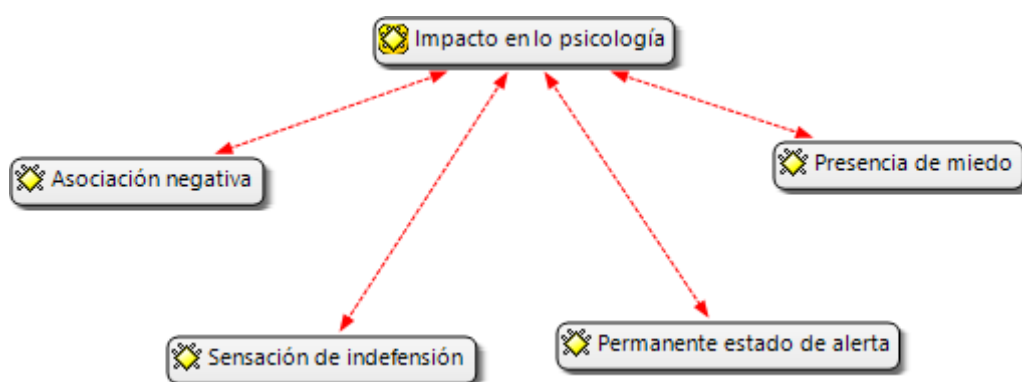 Impacto en lo psicología
Asociación negativa
Presencia de miedo
Sensación de indefensión
Permanente estado de alerta